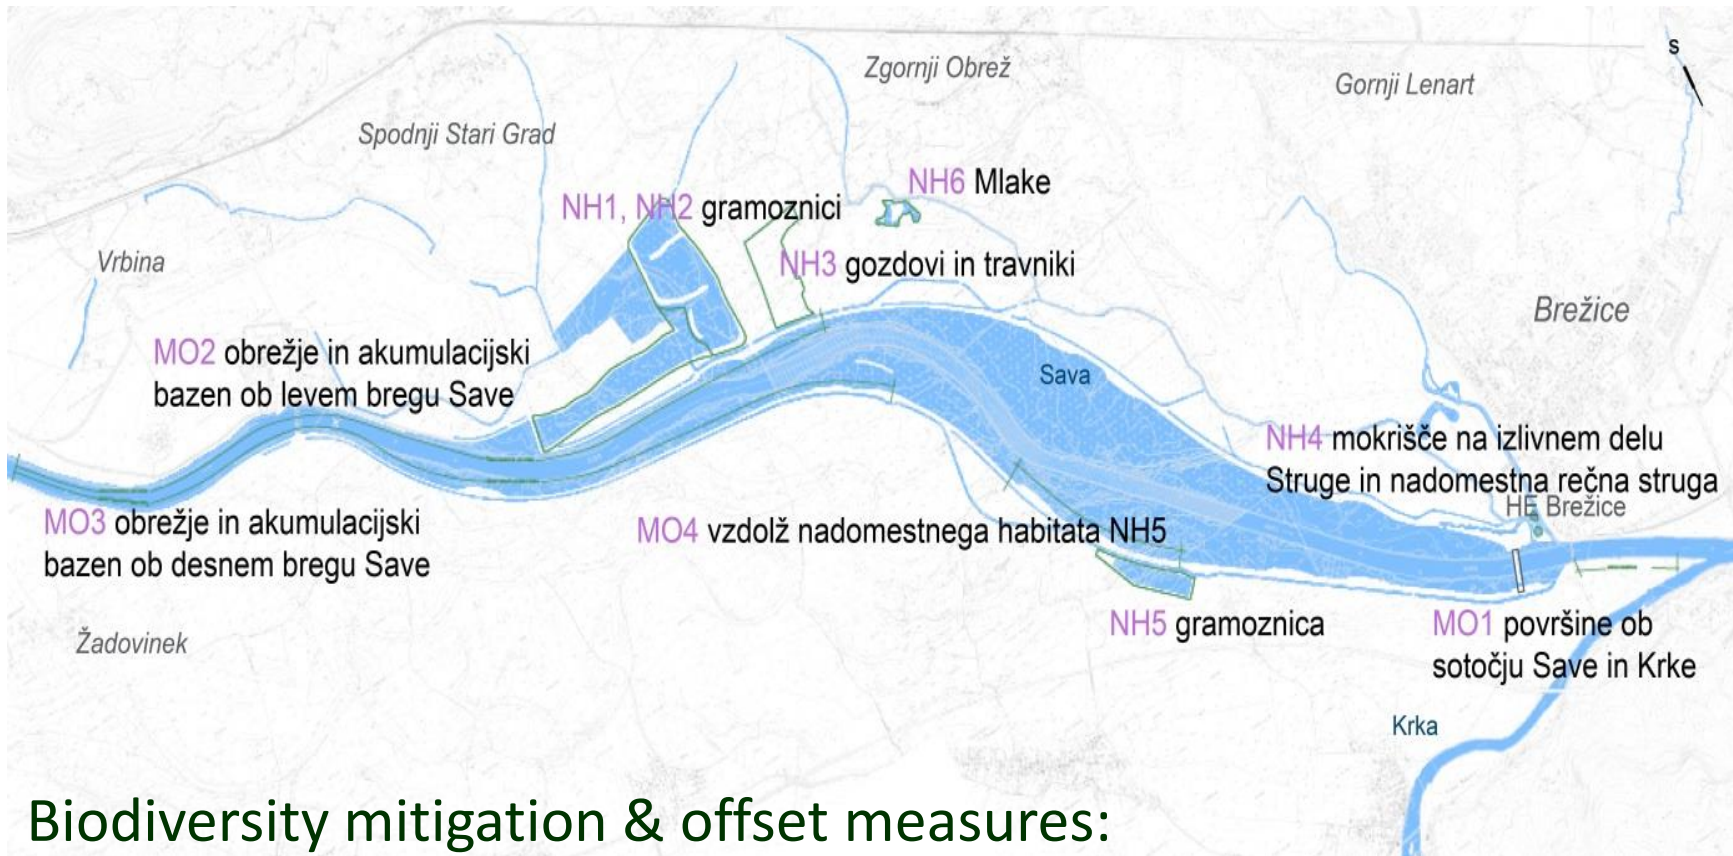 S
Zgornji Obrež
Gornji Lenart
Spodnji Stari Grad
NH6 Mlake
NH1, NH2 gramoznici
Vrbina
NH3 gozdovi in travniki
Brežice
MO2 obrežje in akumulacijski
bazen ob levem bregu Save
Sava
NH4 mokrišče na izlivnem delu
Struge in nadomestna rečna struga
HE Brežice
MO3 obrežje in akumulacijski
bazen ob desnem bregu Save
MO4 vzdolž nadomestnega habitata NH5
NH5 gramoznica
MO1 površine ob
sotočju Save in Krke
Žadovinek
Krka
Biodiversity mitigation & offset measures: